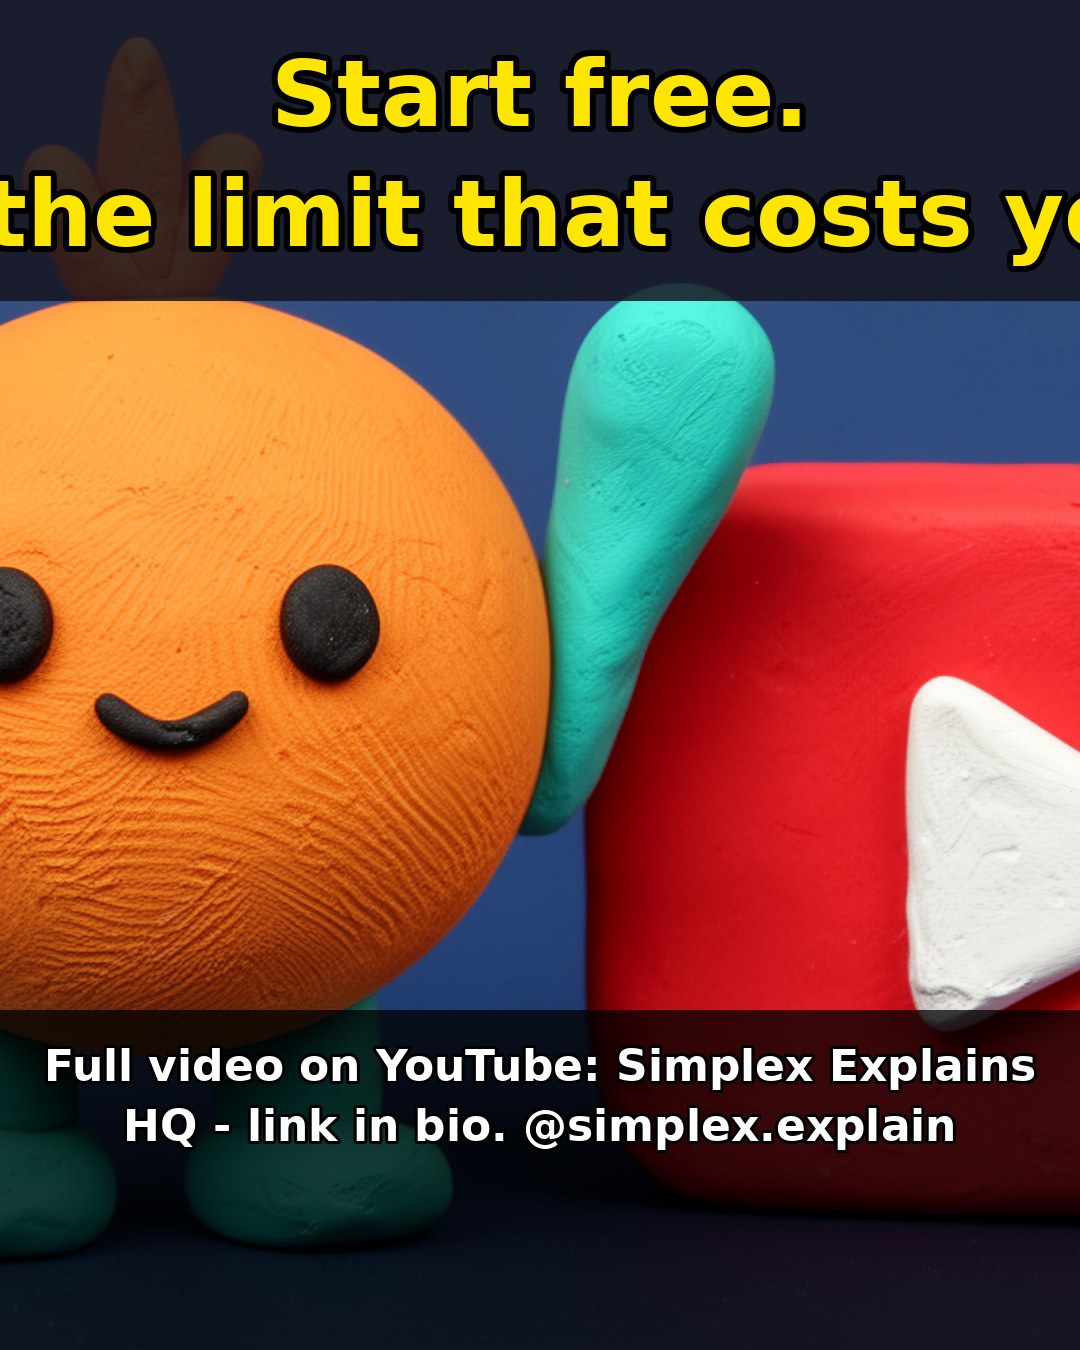 Start free.
the limit that costs
Full video on YouTube: Simplex Explains
HQ - link in bio. @simplex.explain